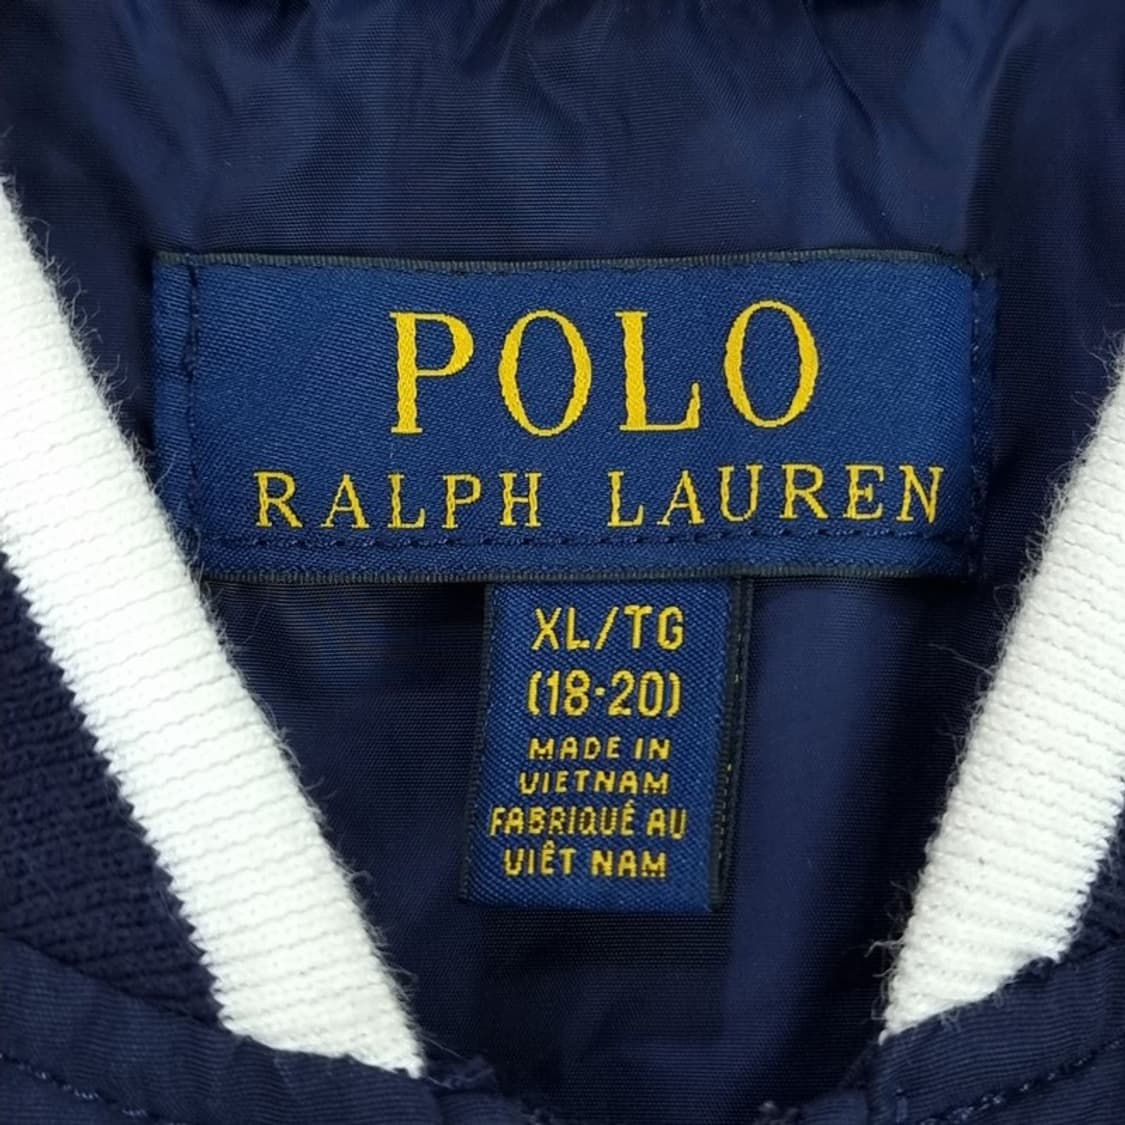 POLO
RALPH LAUREN
XL/TG
(18-20)
MADE IN
VIETNAM
FABRIQUÉ AU
VIÊT NAM